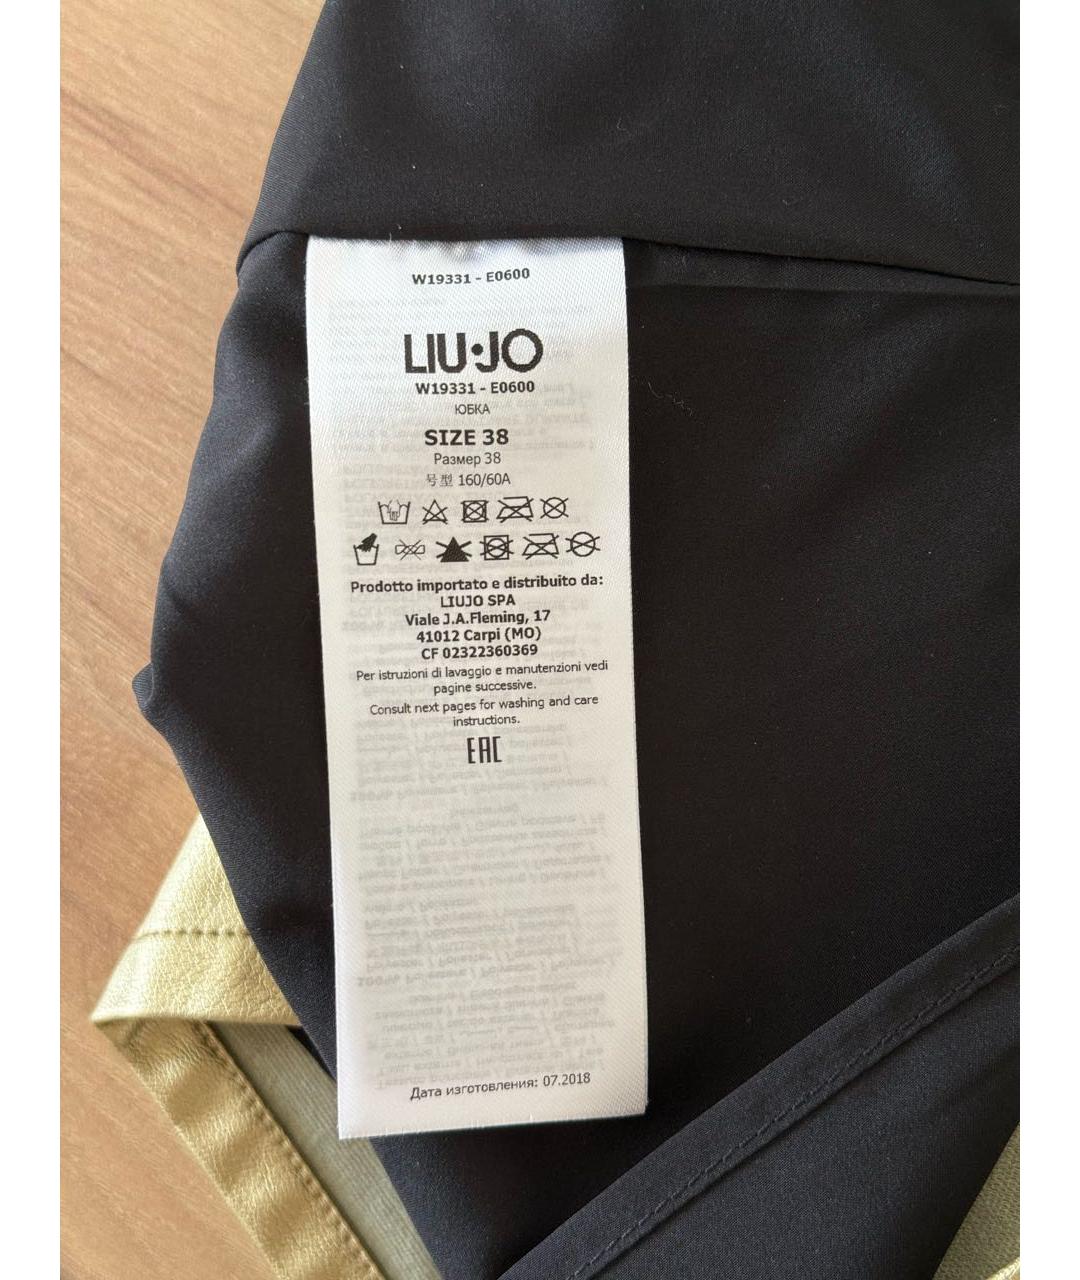 W19331 - E0600
LIU·JO
W19331 - E0600
ЮБКА
SIZE 38
Размер 38
号型 160/60A
Prodotto importato e distribuito da:
LIUJO SPA
Viale J.A.Fleming, 17
41012 Carpi (MO)
CF 02322360369
Per istruzioni di lavaggio e manutenzioni vedi
pagine successive.
Consult next pages for washing and care
instructions.
EAC
Дата изготовления: 07.2018